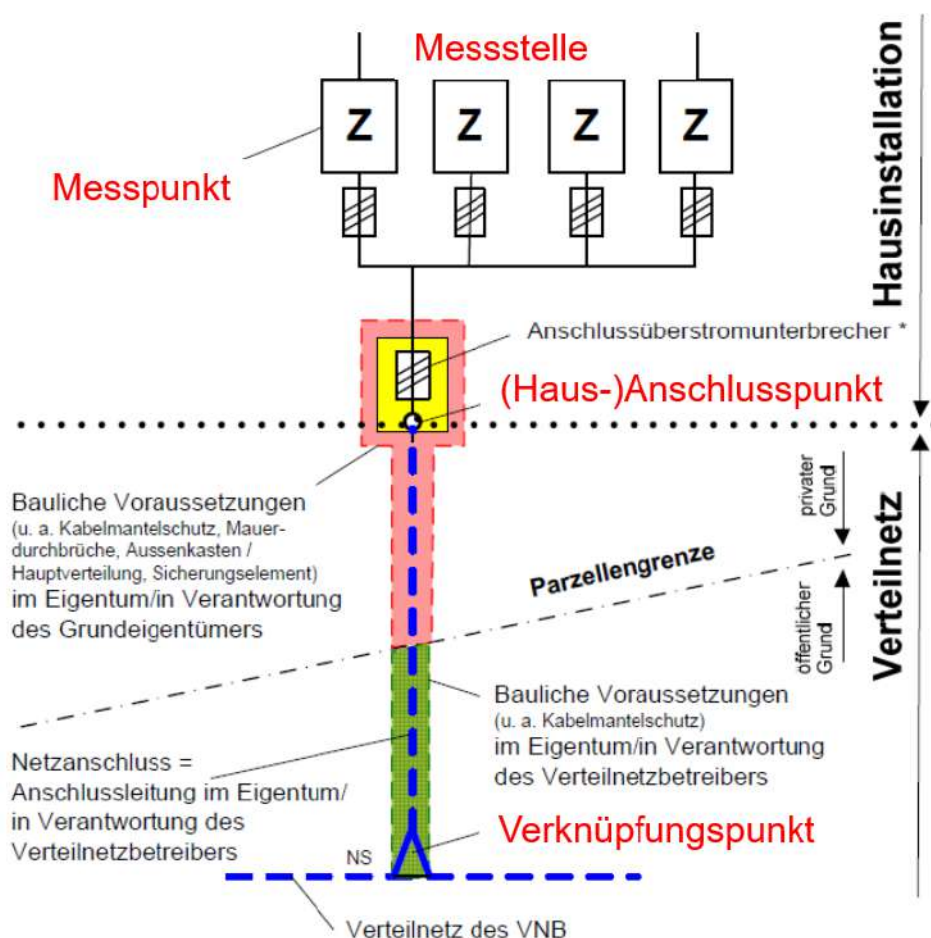 Messstelle
Z Z Z Z
Messpunkt
Hausinstallation
Anschlussüberstromunterbrecher *
(Haus-)Anschlusspunkt
Bauliche Voraussetzungen
(u. a. Kabelmantelschutz, Mauer-
durchbrüche, Aussenkasten /
Hauptverteilung, Sicherungselement)
im Eigentum/in Verantwortung
des Grundeigentümers
privater
Grund
Parzellengrenze
öffentlicher
Grund
Verteilnetz
Bauliche Voraussetzungen
(u. a. Kabelmantelschutz)
im Eigentum/in Verantwortung
des Verteilnetzbetreibers
Netzanschluss =
Anschlussleitung im Eigentum/
in Verantwortung des
Verteilnetzbetreibers
Verknüpfungspunkt
NS
Verteilnetz des VNB